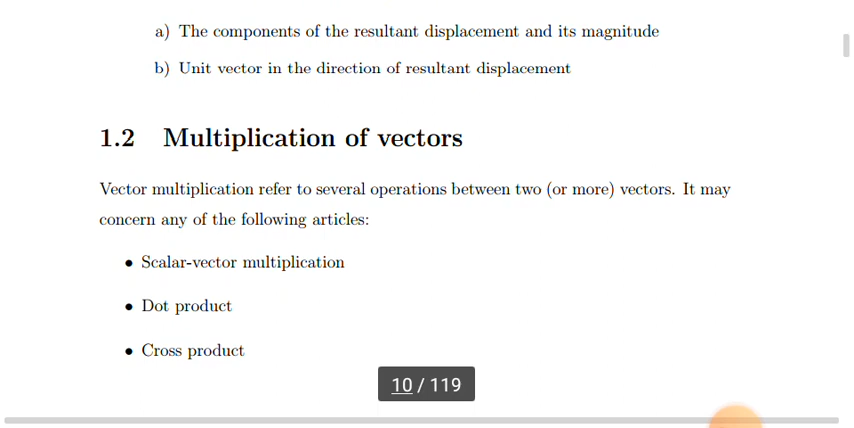 a) The components of the resultant displacement and its magnitude
b) Unit vector in the direction of resultant displacement
1.2 Multiplication of vectors
Vector multiplication refer to several operations between two (or more) vectors. It may
concern any of the following articles:
• Scalar-vector multiplication
• Dot product
• Cross product
10 / 119